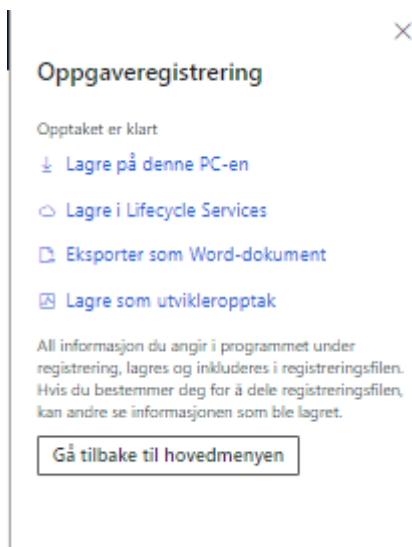 Oppgaveregistrering
Opptaket er klart
Lagre på denne PC-en
Lagre i Lifecycle Services
Eksporter som Word-dokument
Lagre som utvikleropptak
All informasjon du angir i programmet under
registrering, lagres og inkluderes i registreringsfilen.
Hvis du bestemmer deg for å dele registreringsfilen,
kan andre se informasjonen som ble lagret.
Gå tilbake til hovedmenyen